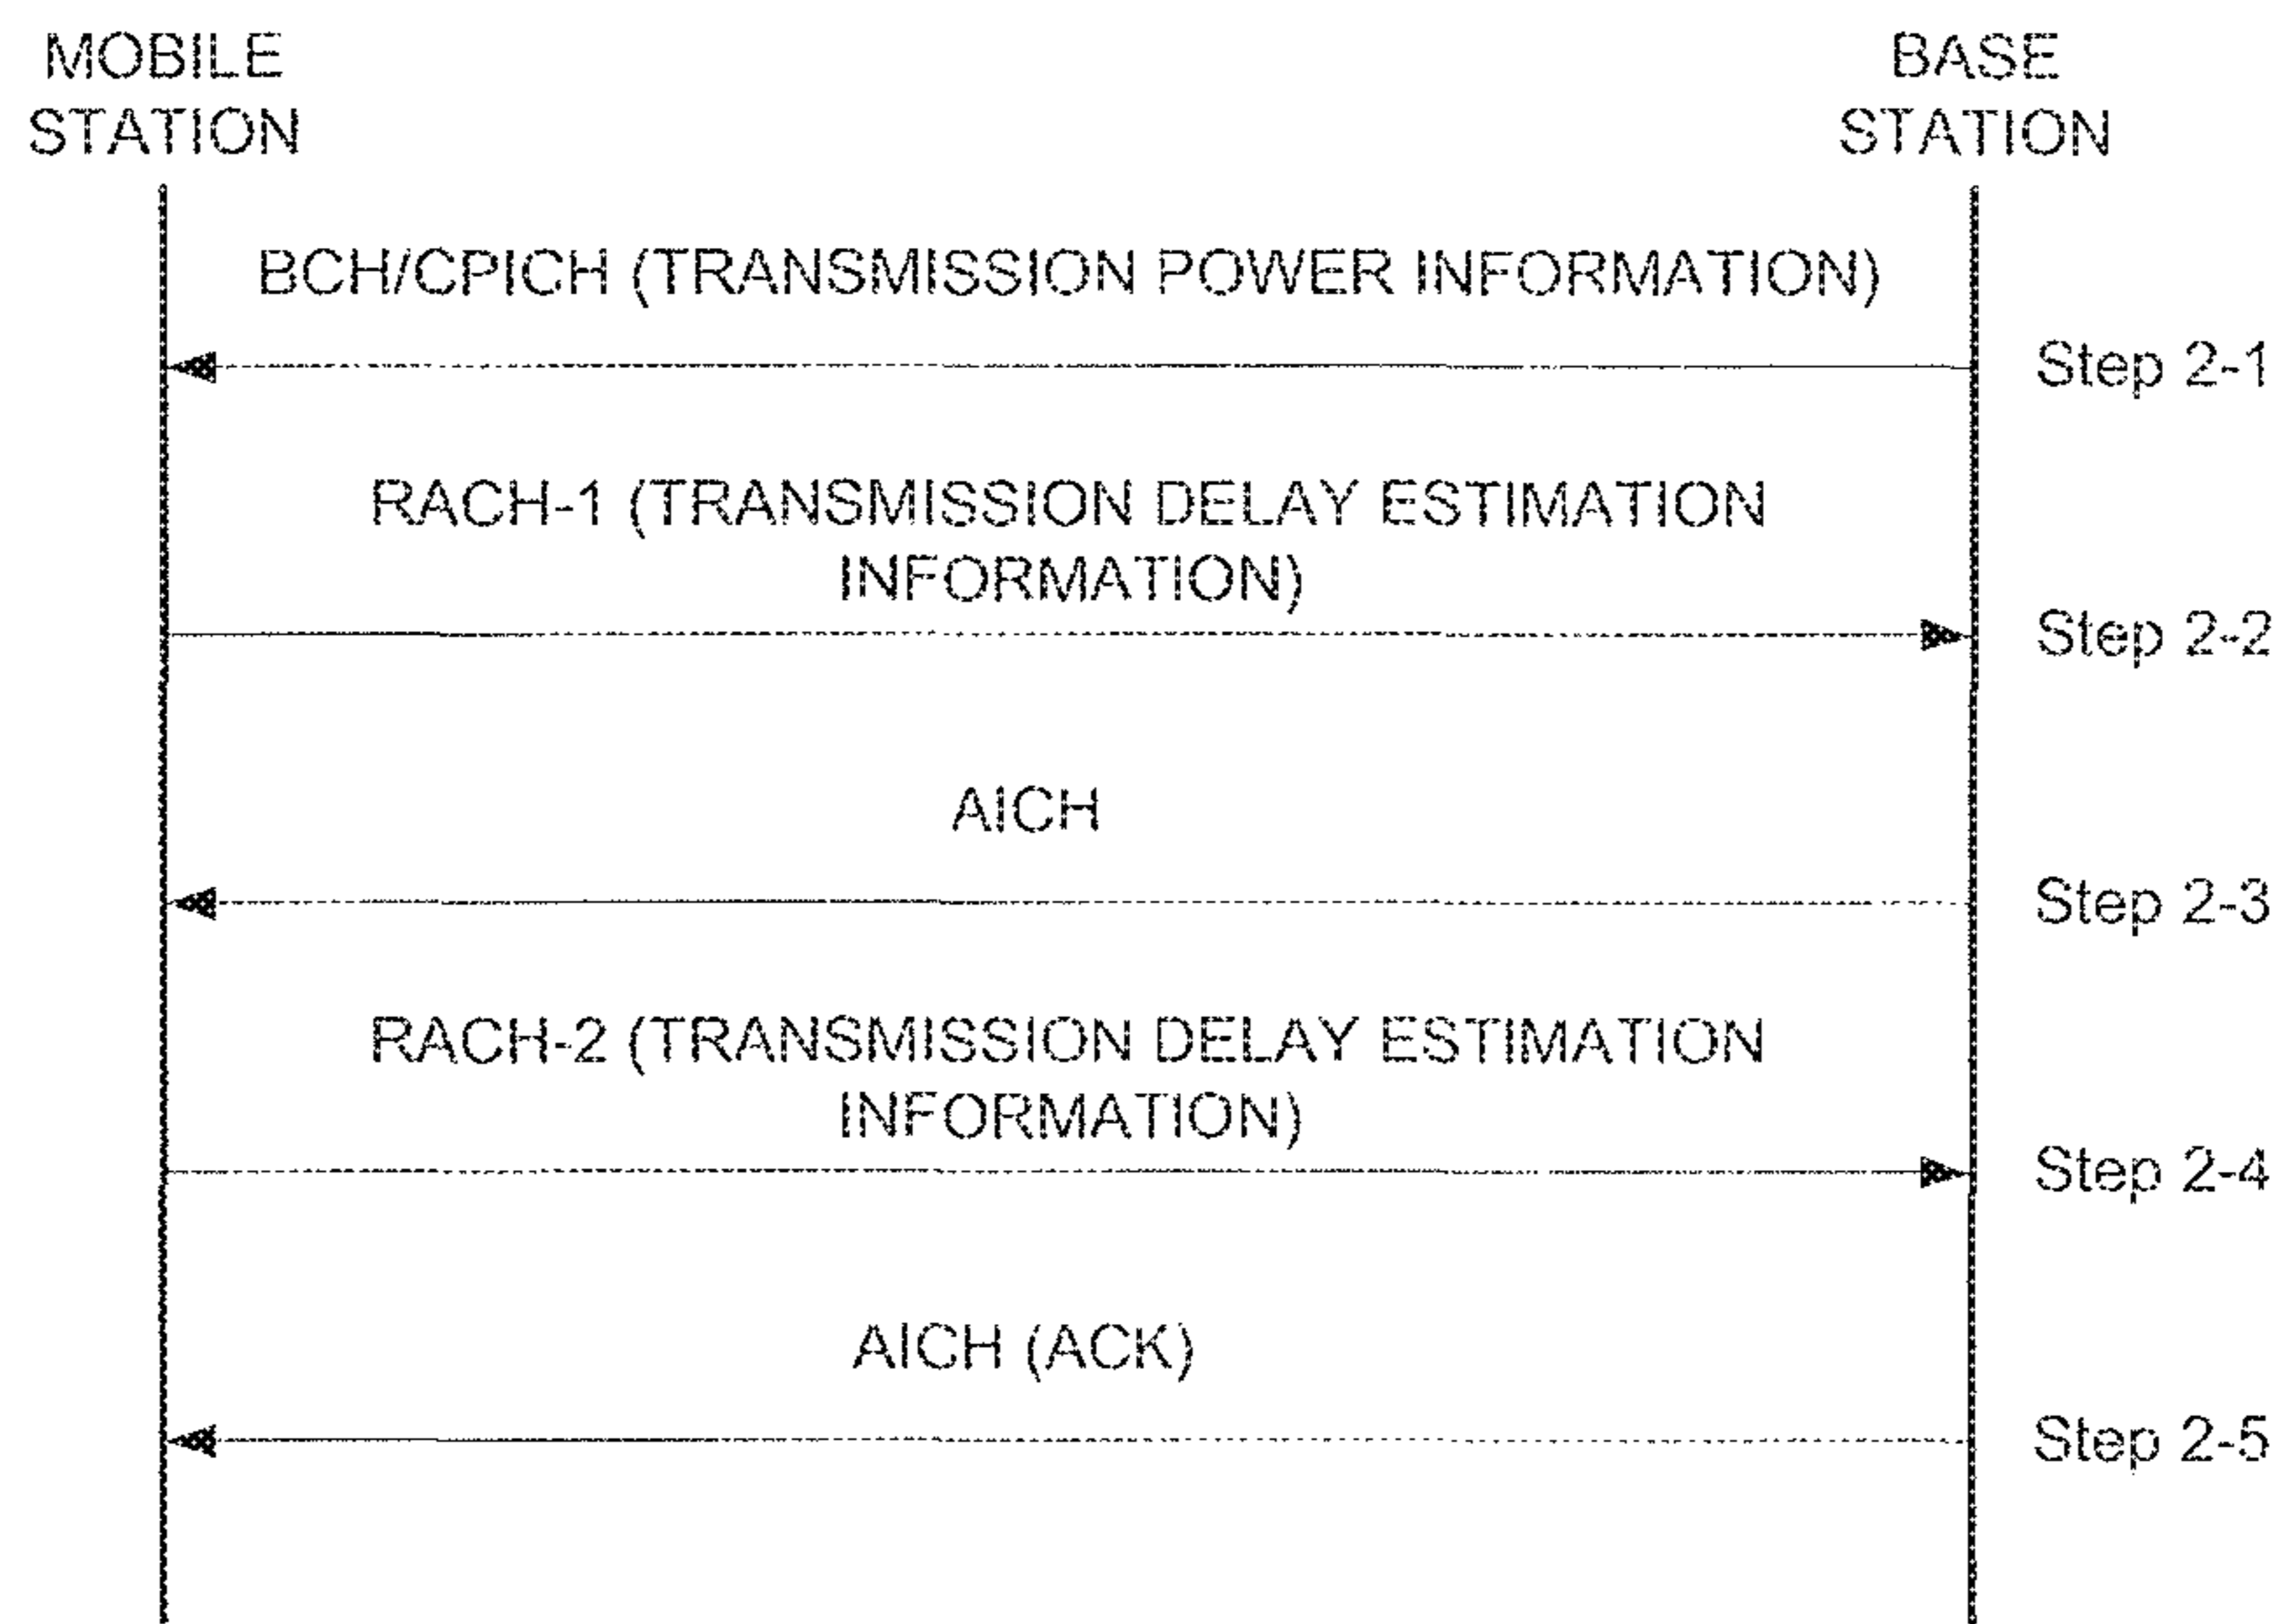 MOBILE
STATION
BASE
STATION
BCH/CPICH (TRANSMISSION POWER INFORMATION)
Step 2-1
RACH-1 (TRANSMISSION DELAY ESTIMATION
INFORMATION)
Step 2-2
AICH
Step 2-3
RACH-2 (TRANSMISSION DELAY ESTIMATION
INFORMATION)
Step 2-4
AICH (ACK)
Step 2-5